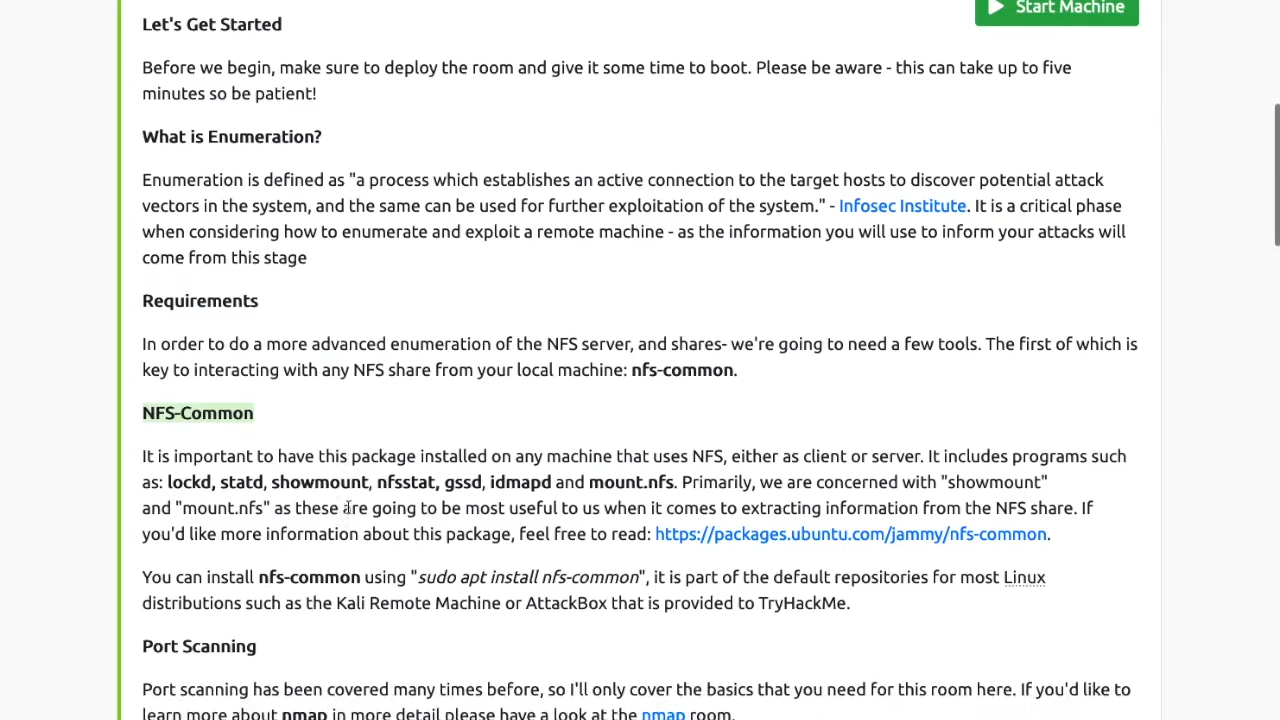 Let's Get Started
Start Machine
Before we begin, make sure to deploy the room and give it some time to boot. Please be aware - this can take up to five
minutes so be patient!
What is Enumeration?
Enumeration is defined as "a process which establishes an active connection to the target hosts to discover potential attack
vectors in the system, and the same can be used for further exploitation of the system." - Infosec Institute. It is a critical phase
when considering how to enumerate and exploit a remote machine - as the information you will use to inform your attacks will
come from this stage
Requirements
In order to do a more advanced enumeration of the NFS server, and shares- we're going to need a few tools. The first of which is
key to interacting with any NFS share from your local machine: nfs-common.
NFS-Common
It is important to have this package installed on any machine that uses NFS, either as client or server. It includes programs such
as: lockd, statd, showmount, nfsstat, gssd, idmapd and mount.nfs. Primarily, we are concerned with "showmount"
and "mount.nfs" as these are going to be most useful to us when it comes to extracting information from the NFS share. If
you'd like more information about this package, feel free to read: https://packages.ubuntu.com/jammy/nfs-common.
You can install nfs-common using "sudo apt install nfs-common", it is part of the default repositories for most Linux
distributions such as the Kali Remote Machine or AttackBox that is provided to TryHackMe.
Port Scanning
Port scanning has been covered many times before, so I'll only cover the basics that you need for this room here. If you'd like to
learn more about nmap in more detail please have a look at the nmap room.